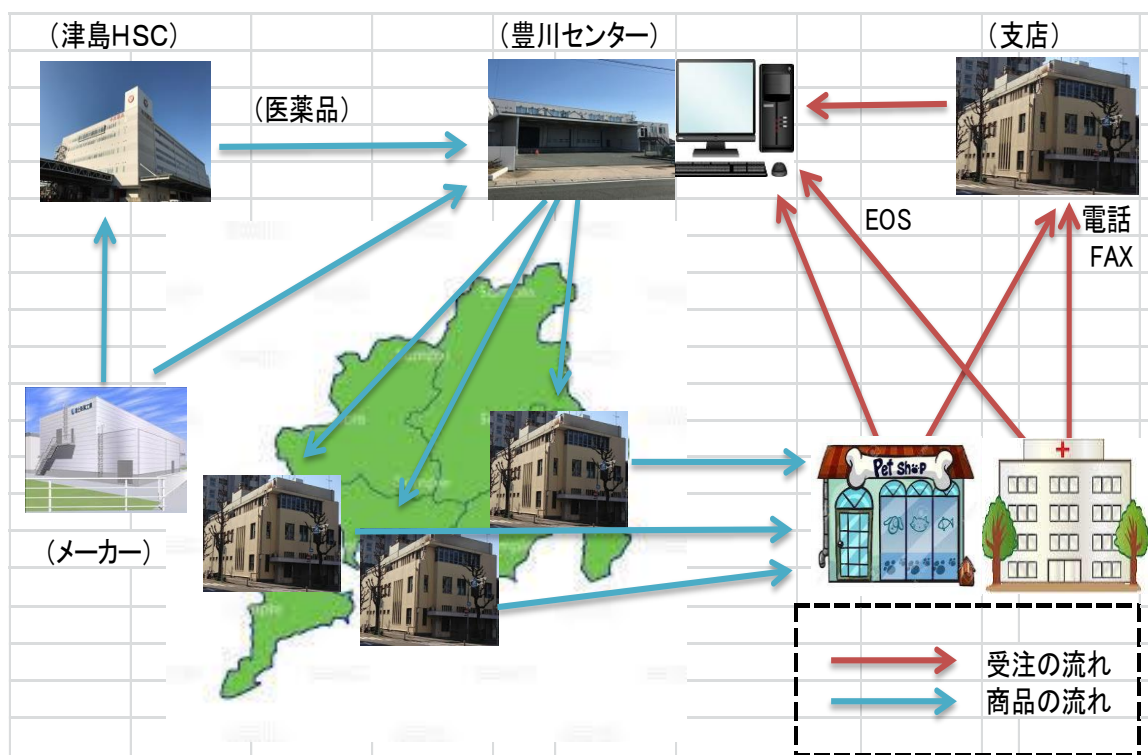 （津島HSC）
（豊川センター）
（支店）
（医薬品）
EOS
電話
FAX
Pet Shop
（メーカー）
受注の流れ
商品の流れ